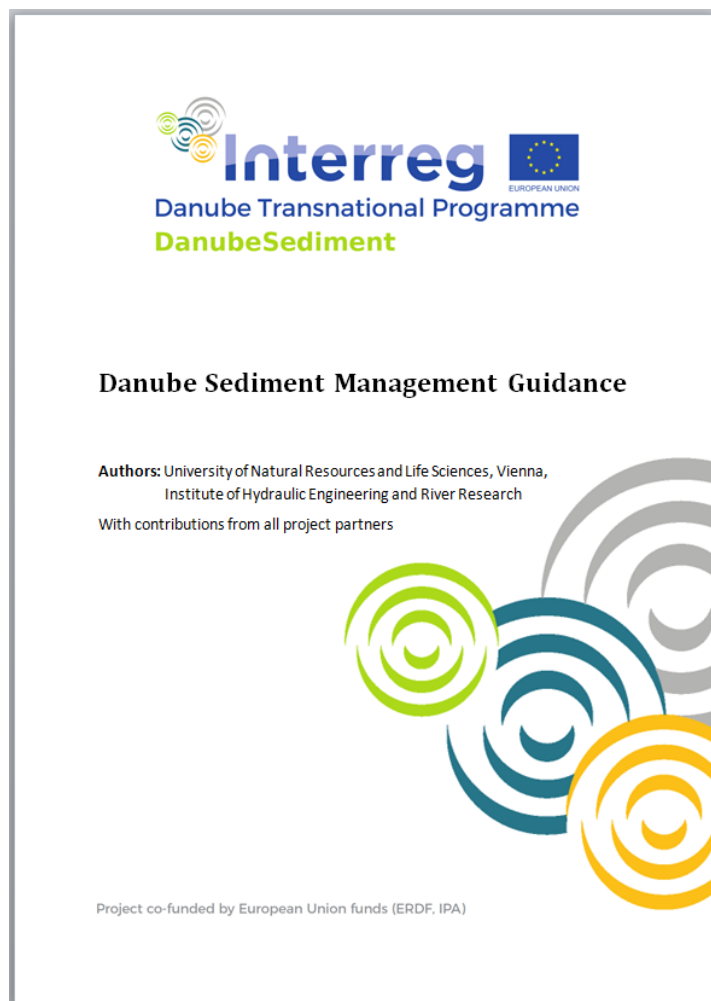 Interreg
EUROPEAN UNION
Danube Transnational Programme
DanubeSediment
Danube Sediment Management Guidance
Authors: University of Natural Resources and Life Sciences, Vienna,
Institute of Hydraulic Engineering and River Research
With contributions from all project partners
Project co-funded by European Union funds (ERDF, IPA)